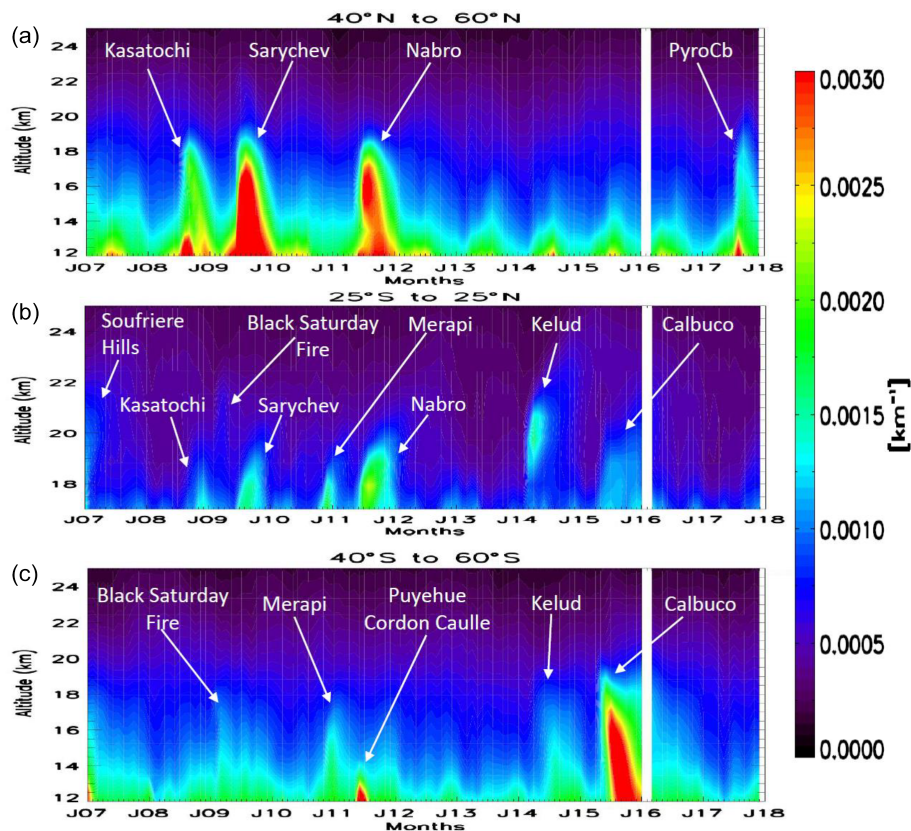 40°N to 60°N
(a)
24
22
20
18
16
14
12
Altitude (km)
Kasatochi
Sarychev
Nabro
PyroCb
J07 J08 J09 J10 J11 J12 J13 J14 J15 J16 J17 J18
Months
25°S to 25°N
(b)
24
22
20
18
Altitude (km)
Soufriere
Hills
Black Saturday
Fire
Merapi
Kelud
Calbuco
Kasatochi
Sarychev
Nabro
J07 J08 J09 J10 J11 J12 J13 J14 J15 J16 J17 J18
Months
40°S to 60°S
(c)
24
22
20
18
16
14
12
Altitude (km)
Black Saturday
Fire
Merapi
Puyehue
Cordon Caulle
Kelud
Calbuco
J07 J08 J09 J10 J11 J12 J13 J14 J15 J16 J17 J18
Months
0.0030
0.0025
0.0020
0.0015
0.0010
0.0005
0.0000
[km⁻¹]